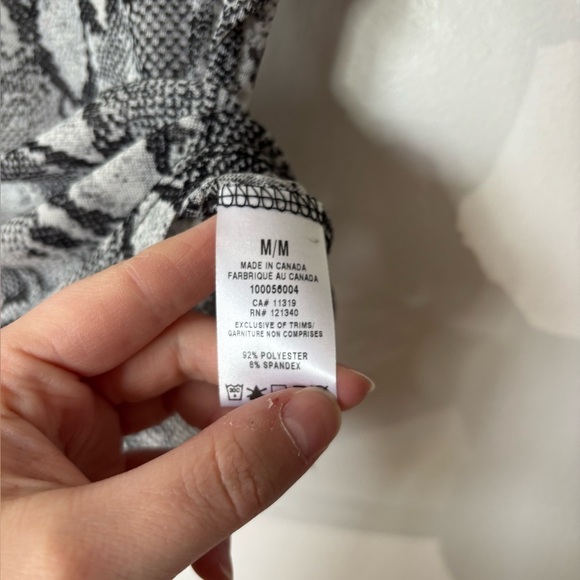 M/M
MADE IN CANADA
FARBRIQUE AU CANADA
100056004
CA# 11319
RN# 121340
EXCLUSIVE OF TRIMS/
GARNITURE NON COMPRISES
92% POLYESTER
8% SPANDEX